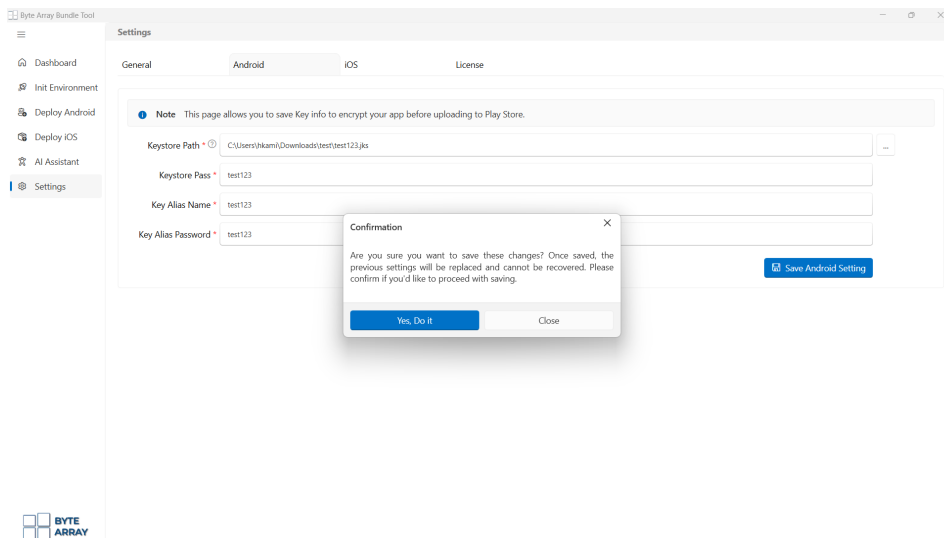 Byte Array Bundle Tool
Settings
Dashboard
Init Environment
Deploy Android
Deploy iOS
AI Assistant
Settings
General Android iOS License
Note This page allows you to save Key info to encrypt your app before uploading to Play Store.
Keystore Path * C:\Users\hkami\Downloads\test\test123.jks ...
Keystore Pass * test123
Key Alias Name * test123
Key Alias Password * test123
Save Android Setting
Confirmation
Are you sure you want to save these changes? Once saved, the
previous settings will be replaced and cannot be recovered. Please
confirm if you'd like to proceed with saving.
Yes, Do it Close
BYTE
ARRAY